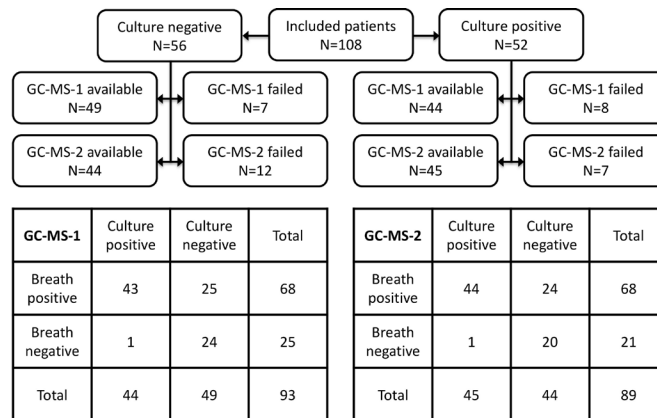 Culture negative
N=56
Included patients
N=108
Culture positive
N=52
GC-MS-1 available
N=49
GC-MS-1 failed
N=7
GC-MS-1 available
N=44
GC-MS-1 failed
N=8
GC-MS-2 available
N=44
GC-MS-2 failed
N=12
GC-MS-2 available
N=45
GC-MS-2 failed
N=7
GC-MS-1 Culture positive Culture negative Total
Breath positive 43 25 68
Breath negative 1 24 25
Total 44 49 93
GC-MS-2 Culture positive Culture negative Total
Breath positive 44 24 68
Breath negative 1 20 21
Total 45 44 89